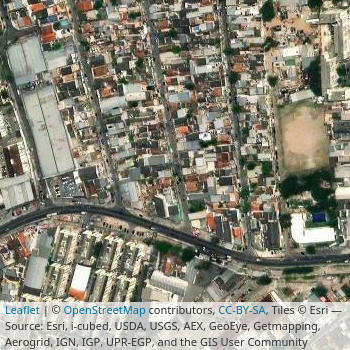 Leaflet | © OpenStreetMap contributors, CC-BY-SA, Tiles © Esri —
Source: Esri, i-cubed, USDA, USGS, AEX, GeoEye, Getmapping,
Aerogrid, IGN, IGP, UPR-EGP, and the GIS User Community